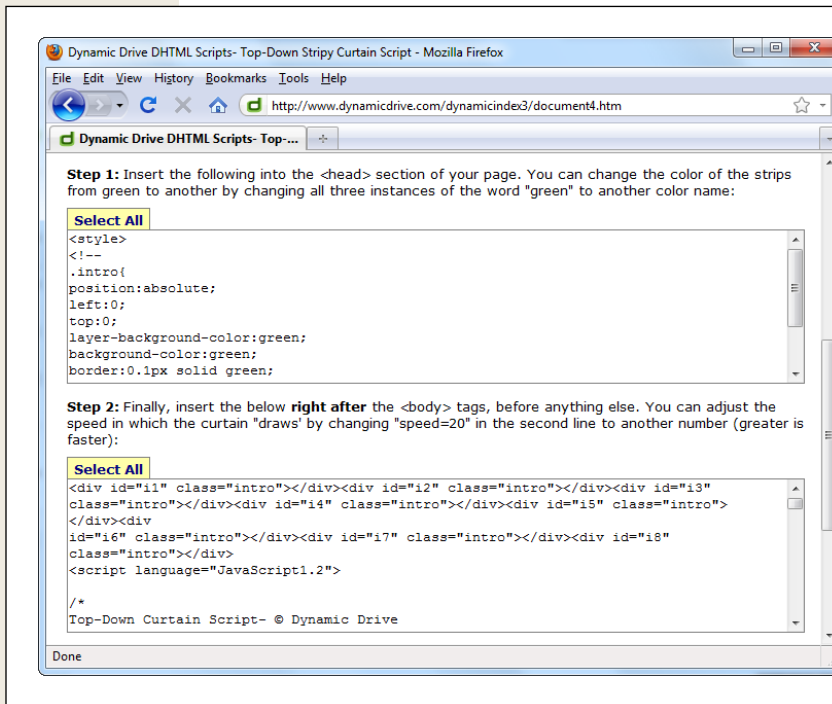 Dynamic Drive DHTML Scripts- Top-Down Stripy Curtain Script - Mozilla Firefox
File Edit View History Bookmarks Tools Help
http://www.dynamicdrive.com/dynamicindex3/document4.htm
Dynamic Drive DHTML Scripts- Top-...
Step 1: Insert the following into the <head> section of your page. You can change the color of the strips
from green to another by changing all three instances of the word "green" to another color name:
Select All
<style>
<!--
.intro{
position:absolute;
left:0;
top:0;
layer-background-color:green;
background-color:green;
border:0.1px solid green;
Step 2: Finally, insert the below right after the <body> tags, before anything else. You can adjust the
speed in which the curtain "draws' by changing "speed=20" in the second line to another number (greater is
faster):
Select All
<div id="i1" class="intro"></div><div id="i2" class="intro"></div><div id="i3"
class="intro"></div><div id="i4" class="intro"></div><div id="i5" class="intro">
</div><div
id="i6" class="intro"></div><div id="i7" class="intro"></div><div id="i8"
class="intro"></div>
<script language="JavaScript1.2">
/*
Top-Down Curtain Script- © Dynamic Drive
Done